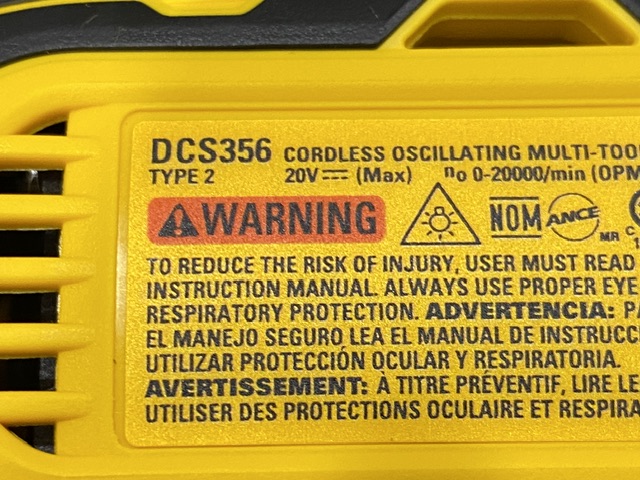 DCS356 CORDLESS OSCILLATING MULTI-TOO
TYPE 2 20V⎓ (Max) no 0-20000/min (OPM
WARNING
NOM ANCE MR
TO REDUCE THE RISK OF INJURY, USER MUST READ
INSTRUCTION MANUAL. ALWAYS USE PROPER EYE
RESPIRATORY PROTECTION. ADVERTENCIA: PA
EL MANEJO SEGURO LEA EL MANUAL DE INSTRUCC
UTILIZAR PROTECCIÓN OCULAR Y RESPIRATORIA.
AVERTISSEMENT: À TITRE PRÉVENTIF, LIRE LE
UTILISER DES PROTECTIONS OCULAIRE ET RESPIRA